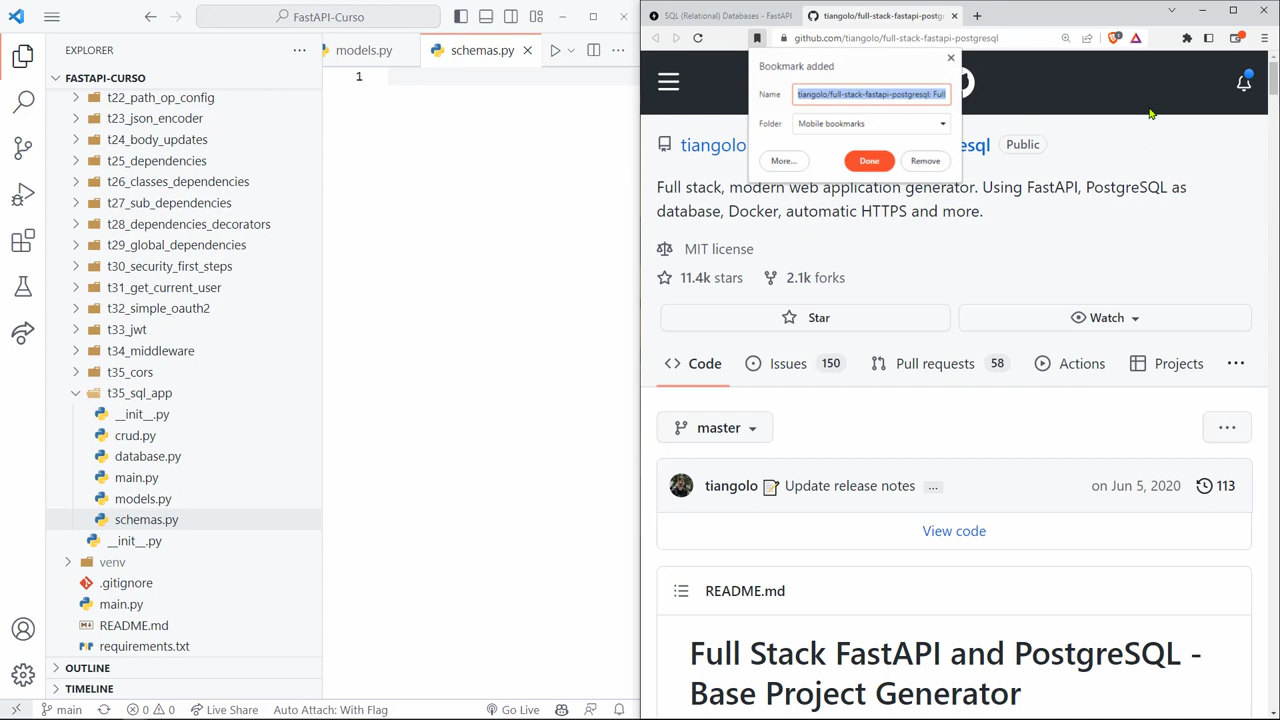 FastAPI-Curso
EXPLORER
FASTAPI-CURSO
t22_path_op_config
t23_json_encoder
t24_body_updates
t25_dependencies
t26_classes_dependencies
t27_sub_dependencies
t28_dependencies_decorators
t29_global_dependencies
t30_security_first_steps
t31_get_current_user
t32_simple_oauth2
t33_jwt
t34_middleware
t35_cors
t35_sql_app
__init__.py
crud.py
database.py
main.py
models.py
schemas.py
__init__.py
venv
.gitignore
main.py
README.md
requirements.txt
OUTLINE
TIMELINE
main
0
0
Live Share
Auto Attach: With Flag
Go Live
models.py
schemas.py
1
SQL (Relational) Databases - FastAPI
tiangolo/full-stack-fastapi-postgr
github.com/tiangolo/full-stack-fastapi-postgresql
Bookmark added
Name
tiangolo/full-stack-fastapi-postgresql: Full
Folder
Mobile bookmarks
More...
Done
Remove
tiangolo
esql
Public
Full stack, modern web application generator. Using FastAPI, PostgreSQL as
database, Docker, automatic HTTPS and more.
MIT license
11.4k stars
2.1k forks
Star
Watch
Code
Issues 150
Pull requests 58
Actions
Projects
master
tiangolo
Update release notes
on Jun 5, 2020
113
View code
README.md
Full Stack FastAPI and PostgreSQL -
Base Project Generator